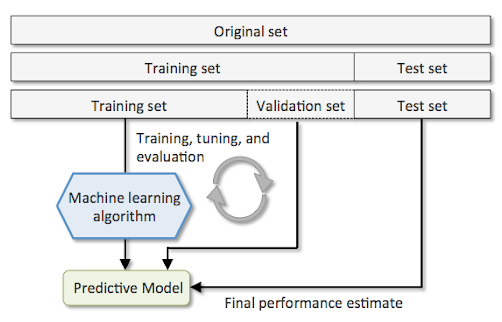 Original set
Training set
Test set
Training set
Validation set
Test set
Training, tuning, and
evaluation
Machine learning
algorithm
Predictive Model
Final performance estimate